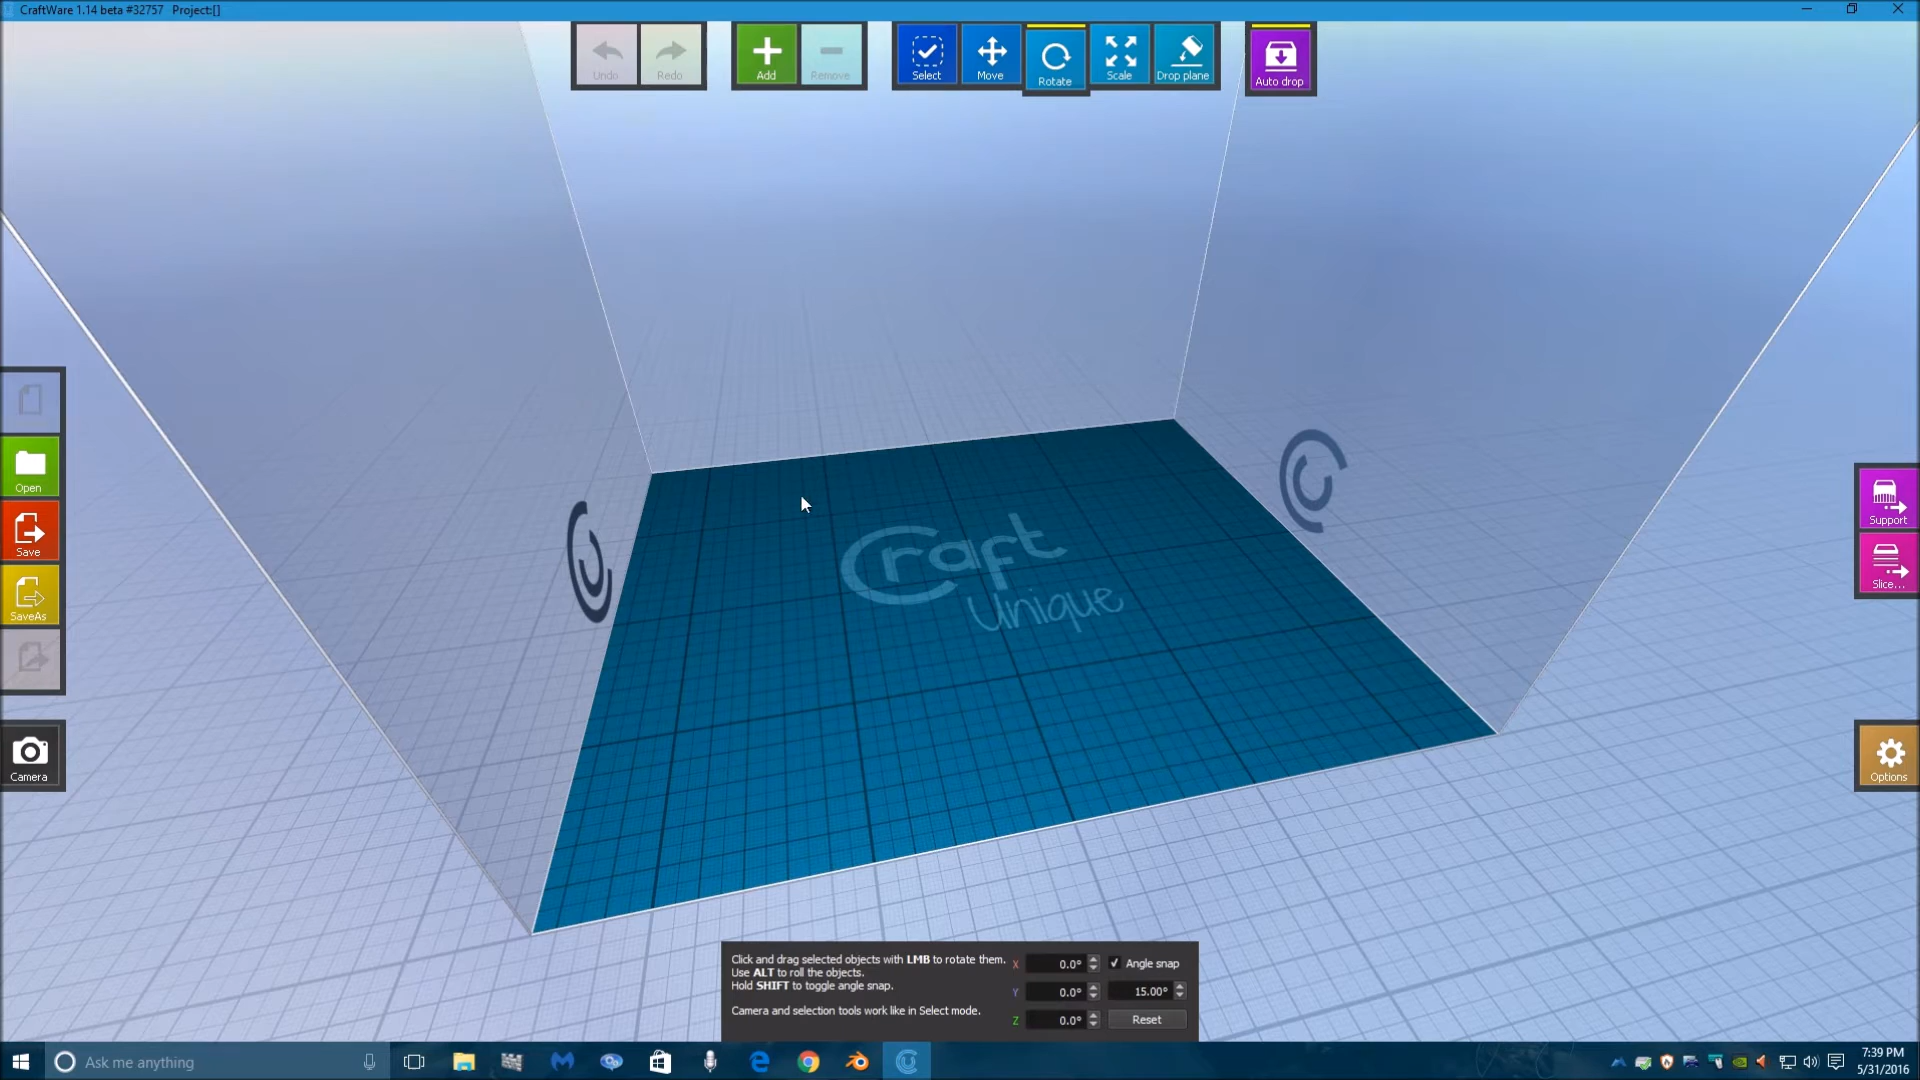 CraftWare 1.14 beta #32757 Project:[]
Undo
Redo
Add
Remove
Select
Move
Rotate
Scale
Drop plane
Auto drop
Open
Save
SaveAs
Camera
Support
Slice...
Options
Craft
Unique
Click and drag selected objects with LMB to rotate them.
Use ALT to roll the objects.
Hold SHIFT to toggle angle snap.
Camera and selection tools work like in Select mode.
X 0.0° Angle snap
Y 0.0° 15.00°
Z 0.0° Reset
Ask me anything
7:39 PM
5/31/2016